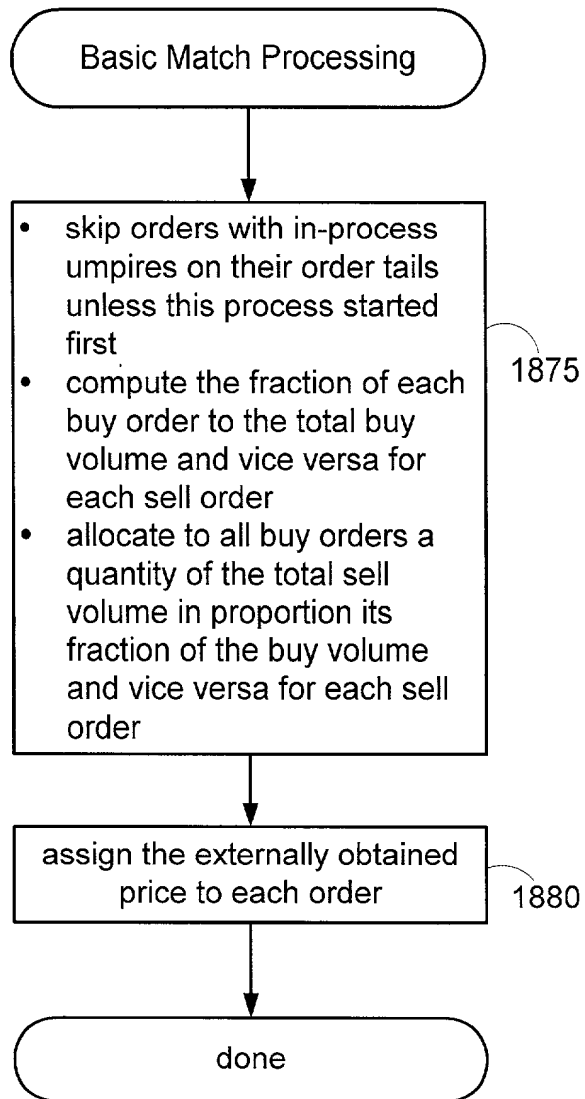 Basic Match Processing
• skip orders with in-process
umpires on their order tails
unless this process started
first
• compute the fraction of each
buy order to the total buy
volume and vice versa for
each sell order
• allocate to all buy orders a
quantity of the total sell
volume in proportion its
fraction of the buy volume
and vice versa for each sell
order
1875
assign the externally obtained
price to each order
1880
done